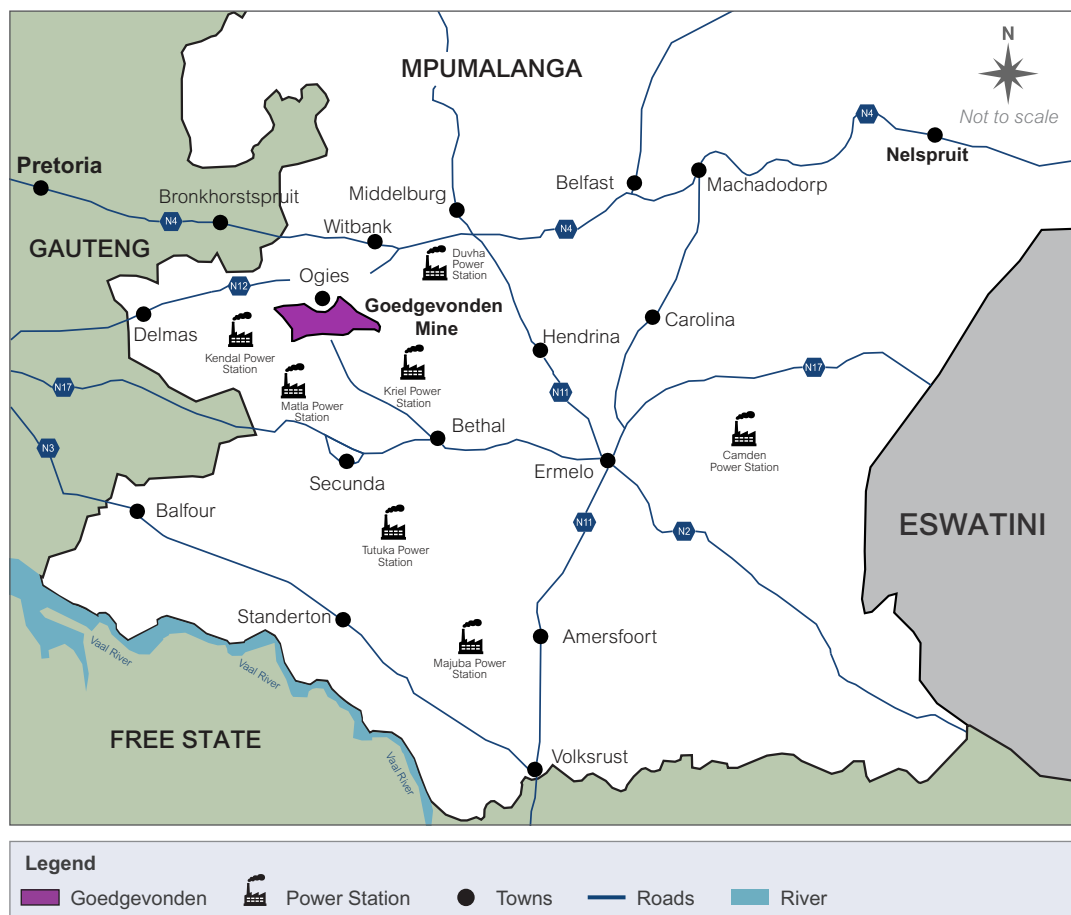 MPUMALANGA
N
Not to scale
N4
Nelspruit
Pretoria
Bronkhorstspruit
Middelburg
Belfast
Machadodorp
N4
Witbank
N4
GAUTENG
Duvha
Power
Station
Ogies
N12
Goedgevonden
Mine
Delmas
Carolina
Hendrina
Kendal Power
Station
N17
N17
Matla Power
Station
Kriel Power
Station
N11
Bethal
N3
Camden
Power Station
Secunda
Ermelo
Balfour
N11
N2
ESWATINI
Tutuka Power
Station
Standerton
Amersfoort
Vaal River
Vaal River
Majuba Power
Station
FREE STATE
Vaal River
Volksrust
Legend
Goedgevonden
Power Station
Towns
Roads
River